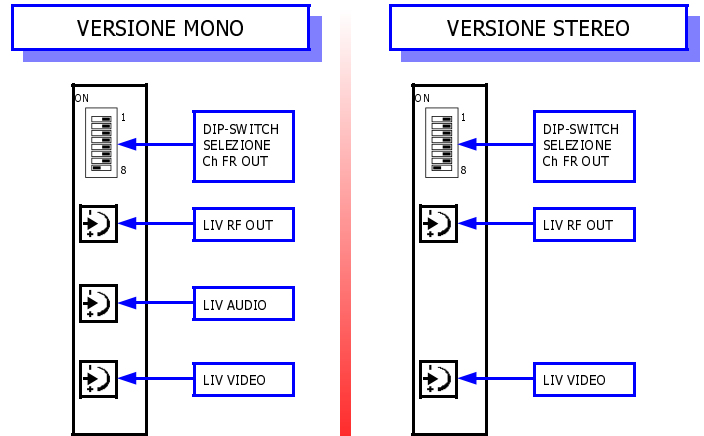 VERSIONE MONO
ON
1
8
DIP-SWITCH
SELEZIONE
Ch FR OUT
LIV RF OUT
LIV AUDIO
LIV VIDEO
VERSIONE STEREO
ON
1
8
DIP-SWITCH
SELEZIONE
Ch FR OUT
LIV RF OUT
LIV VIDEO